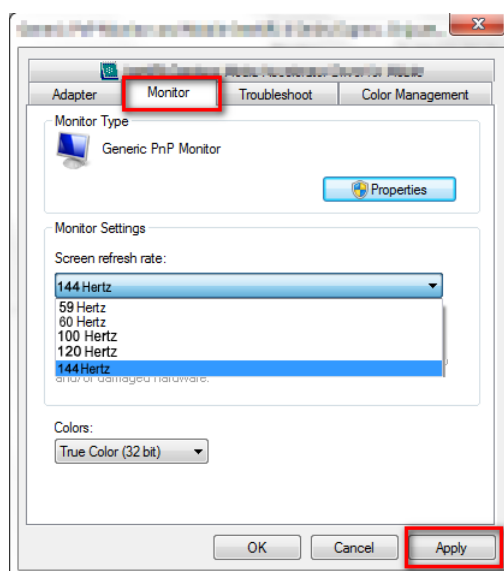 Adapter
Monitor
Troubleshoot
Color Management
Monitor Type
Generic PnP Monitor
Properties
Monitor Settings
Screen refresh rate:
144 Hertz
59 Hertz
60 Hertz
100 Hertz
120 Hertz
144 Hertz
and/or damaged hardware.
Colors:
True Color (32 bit)
OK
Cancel
Apply